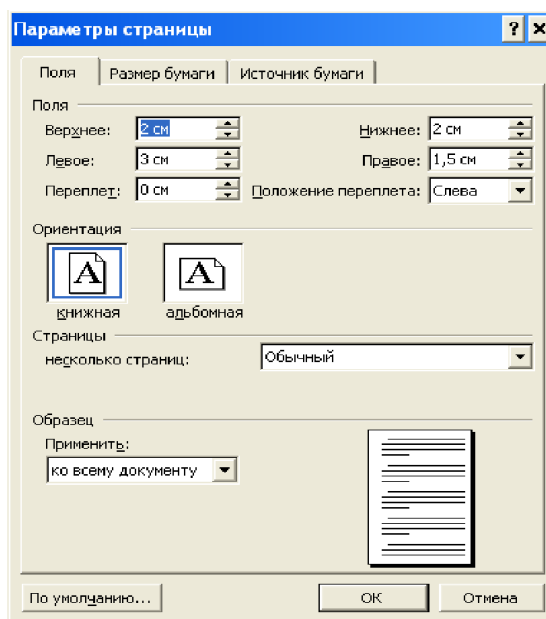 Параметры страницы ? ×
Поля Размер бумаги Источник бумаги
Поля
Верхнее: 2 см Нижнее: 2 см
Левое: 3 см Правое: 1,5 см
Переплет: 0 см Положение переплета: Слева
Ориентация
A A
книжная альбомная
Страницы
несколько страниц: Обычный
Образец
Применить:
ко всему документу
По умолчанию... ОК Отмена